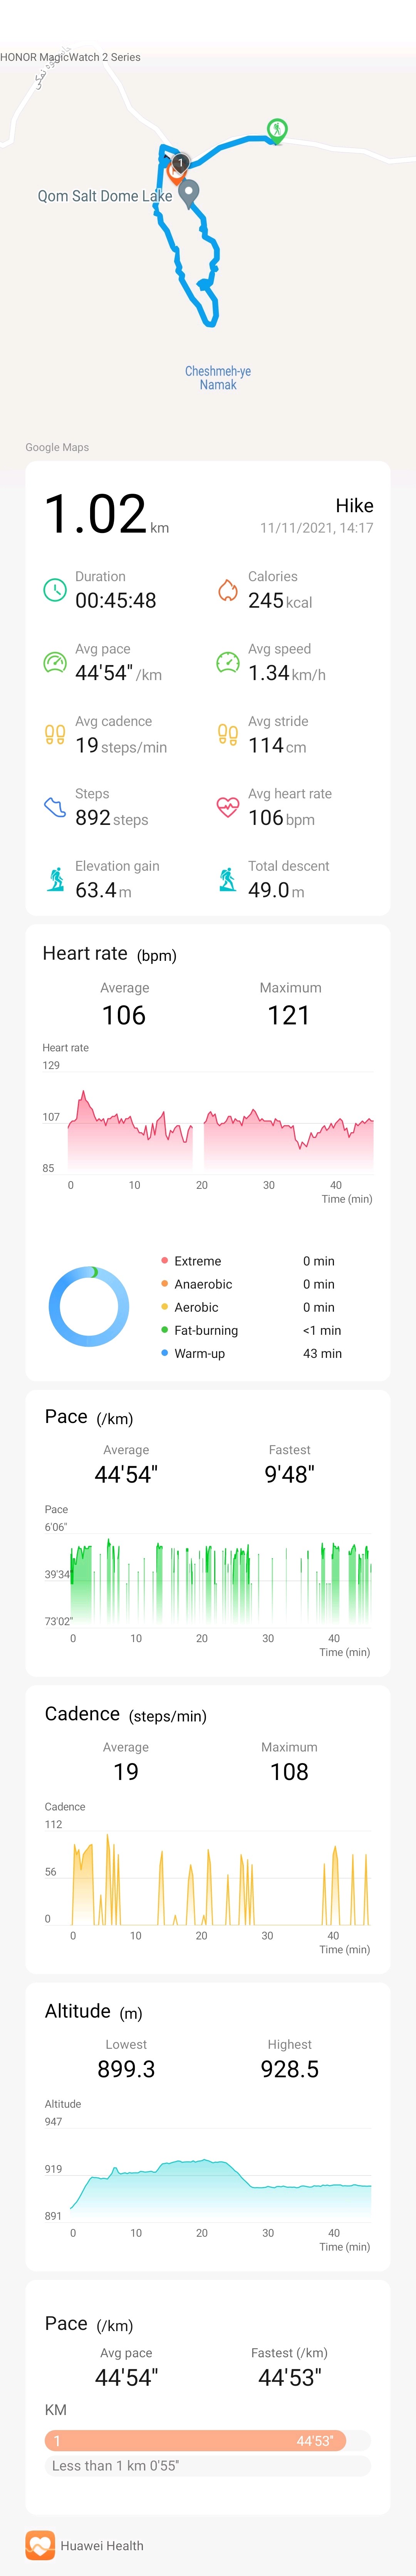 HONOR MagicWatch 2 Series
1
Qom Salt Dome Lake
Cheshmeh-ye
Namak
Google Maps
1.02 km
Hike
11/11/2021, 14:17
Duration
00:45:48
Calories
245 kcal
Avg pace
44'54" /km
Avg speed
1.34 km/h
Avg cadence
19 steps/min
Avg stride
114 cm
Steps
892 steps
Avg heart rate
106 bpm
Elevation gain
63.4 m
Total descent
49.0 m
Heart rate (bpm)
Average Maximum
106 121
Heart rate
129
107
85
0 10 20 30 40
Time (min)
Extreme 0 min
Anaerobic 0 min
Aerobic 0 min
Fat-burning <1 min
Warm-up 43 min
Pace (/km)
Average Fastest
44'54" 9'48"
Pace
6'06"
39'34"
73'02"
0 10 20 30 40
Time (min)
Cadence (steps/min)
Average Maximum
19 108
Cadence
112
56
0
0 10 20 30 40
Time (min)
Altitude (m)
Lowest Highest
899.3 928.5
Altitude
947
919
891
0 10 20 30 40
Time (min)
Pace (/km)
Avg pace Fastest (/km)
44'54" 44'53"
KM
1 44'53"
Less than 1 km 0'55"
Huawei Health